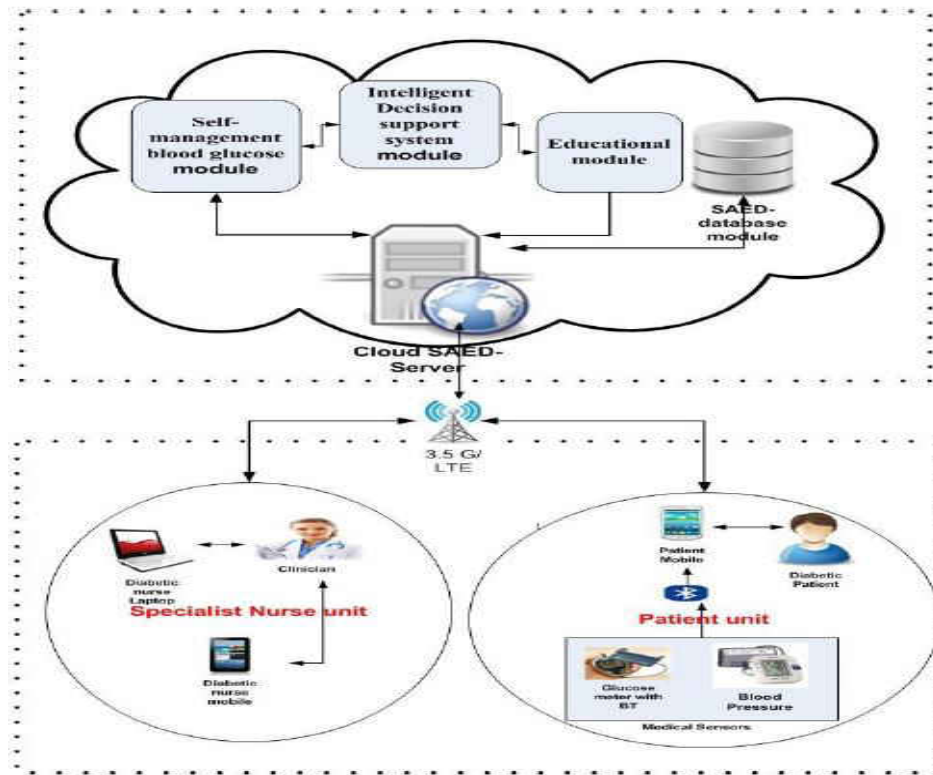 Self-
management
blood glucose
module
Intelligent
Decision
support
system
module
Educational
module
SAED-
database
module
Cloud SAED-
Server
3.5 G/
LTE
Diabetic
nurse
Laptop
Clinician
Specialist Nurse unit
Diabetic
nurse
mobile
Patient
Mobile
Diabetic
Patient
Patient unit
Glucose
meter with
BT
Blood
Pressure
Medical Sensors